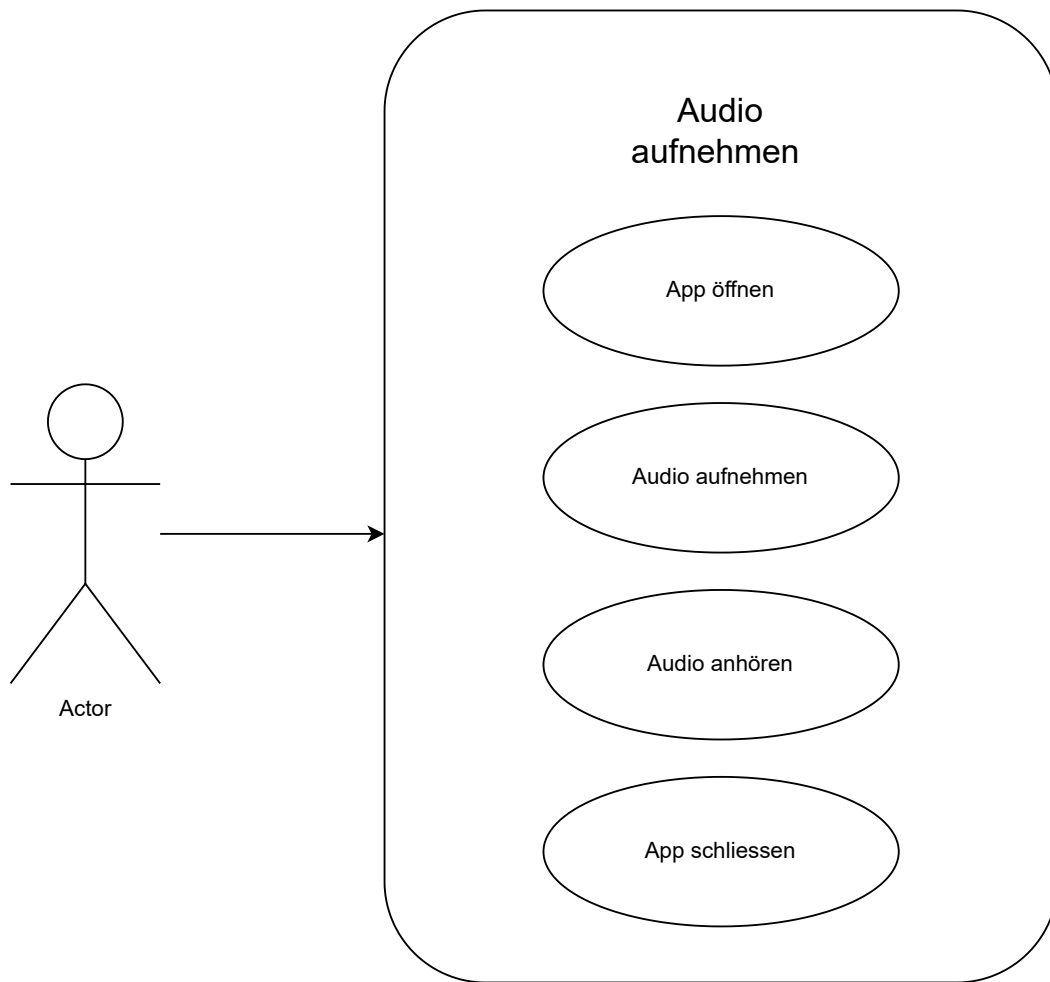 Audio
aufnehmen
App öffnen
Audio aufnehmen
Audio anhören
App schliessen
Actor